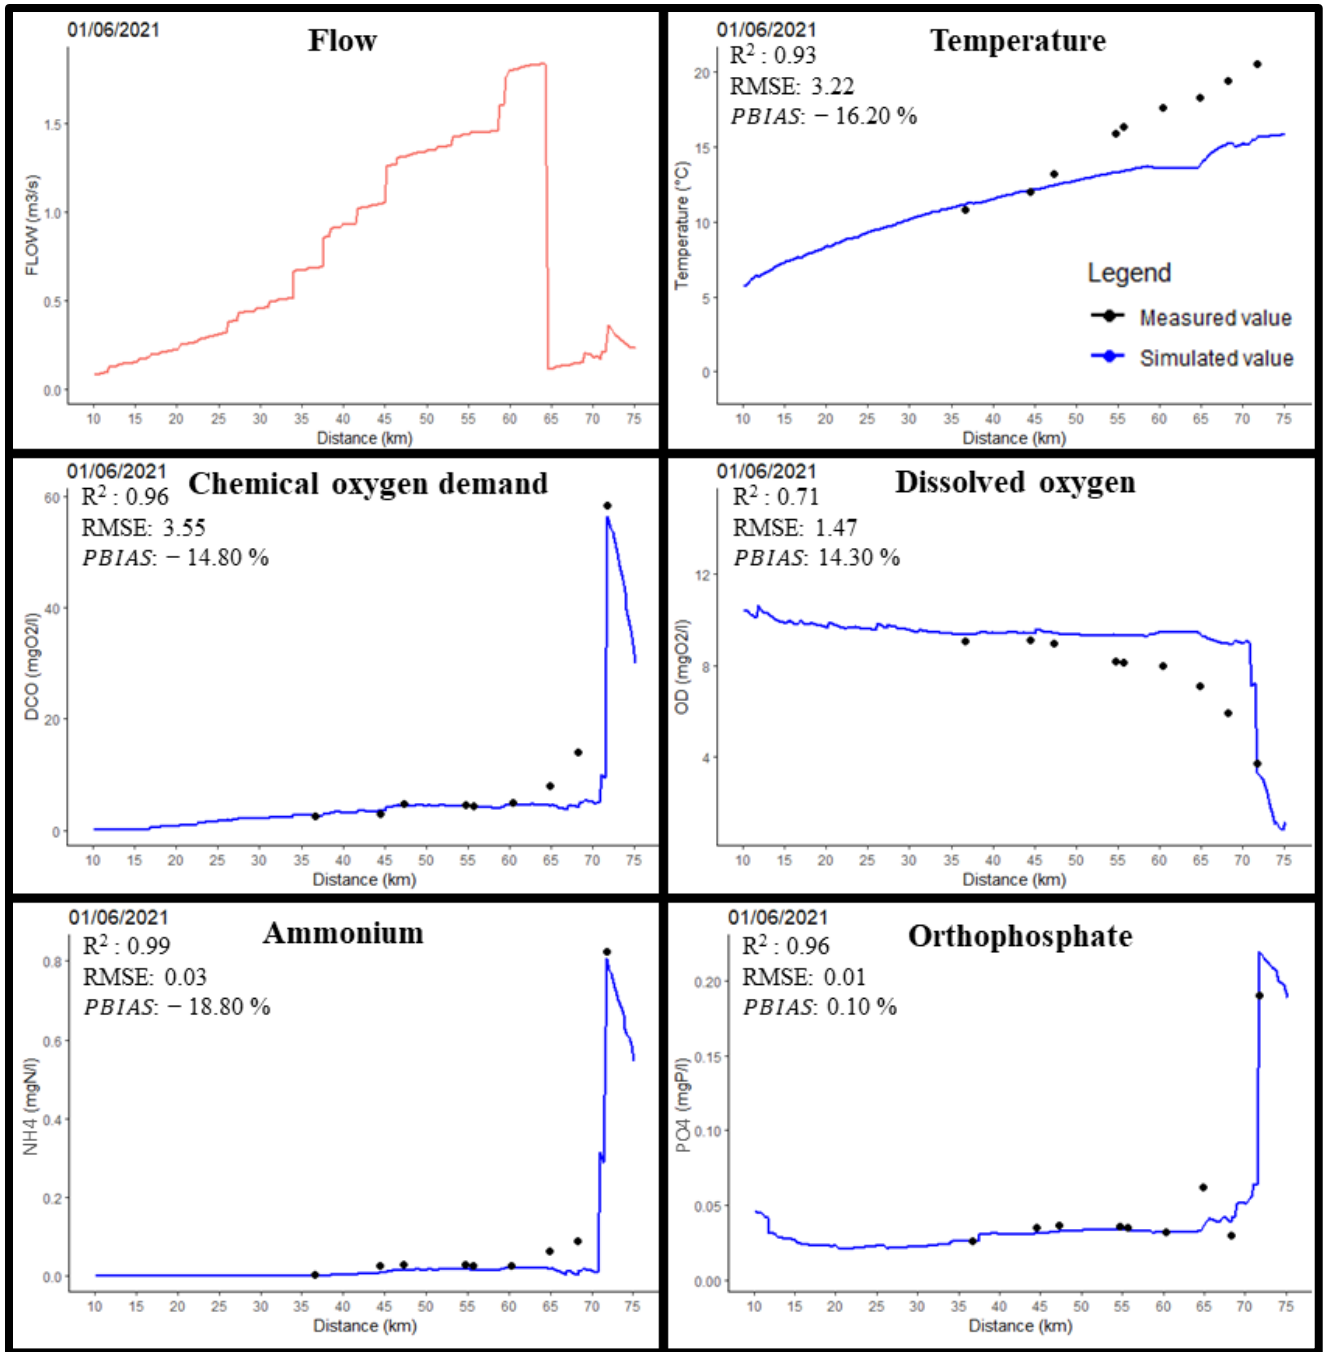 01/06/2021
Flow
FLOW (m3/s)
1.5
1.0
0.5
0.0
10 15 20 25 30 35 40 45 50 55 60 65 70 75
Distance (km)
01/06/2021
Temperature
R2 : 0.93
RMSE: 3.22
PBIAS: − 16.20 %
Temperature (°C)
20
15
10
5
0
Legend
Measured value
Simulated value
10 15 20 25 30 35 40 45 50 55 60 65 70 75
Distance (km)
01/06/2021
Chemical oxygen demand
R2 : 0.96
RMSE: 3.55
PBIAS: − 14.80 %
DCO (mgO2/l)
60
40
20
0
10 15 20 25 30 35 40 45 50 55 60 65 70 75
Distance (km)
01/06/2021
Dissolved oxygen
R2 : 0.71
RMSE: 1.47
PBIAS: 14.30 %
OD (mgO2/l)
12
8
4
10 15 20 25 30 35 40 45 50 55 60 65 70 75
Distance (km)
01/06/2021
Ammonium
R2 : 0.99
RMSE: 0.03
PBIAS: − 18.80 %
NH4 (mgN/l)
0.8
0.6
0.4
0.2
0.0
10 15 20 25 30 35 40 45 50 55 60 65 70 75
Distance (km)
01/06/2021
Orthophosphate
R2 : 0.96
RMSE: 0.01
PBIAS: 0.10 %
PO4 (mgP/l)
0.20
0.15
0.10
0.05
0.00
10 15 20 25 30 35 40 45 50 55 60 65 70 75
Distance (km)